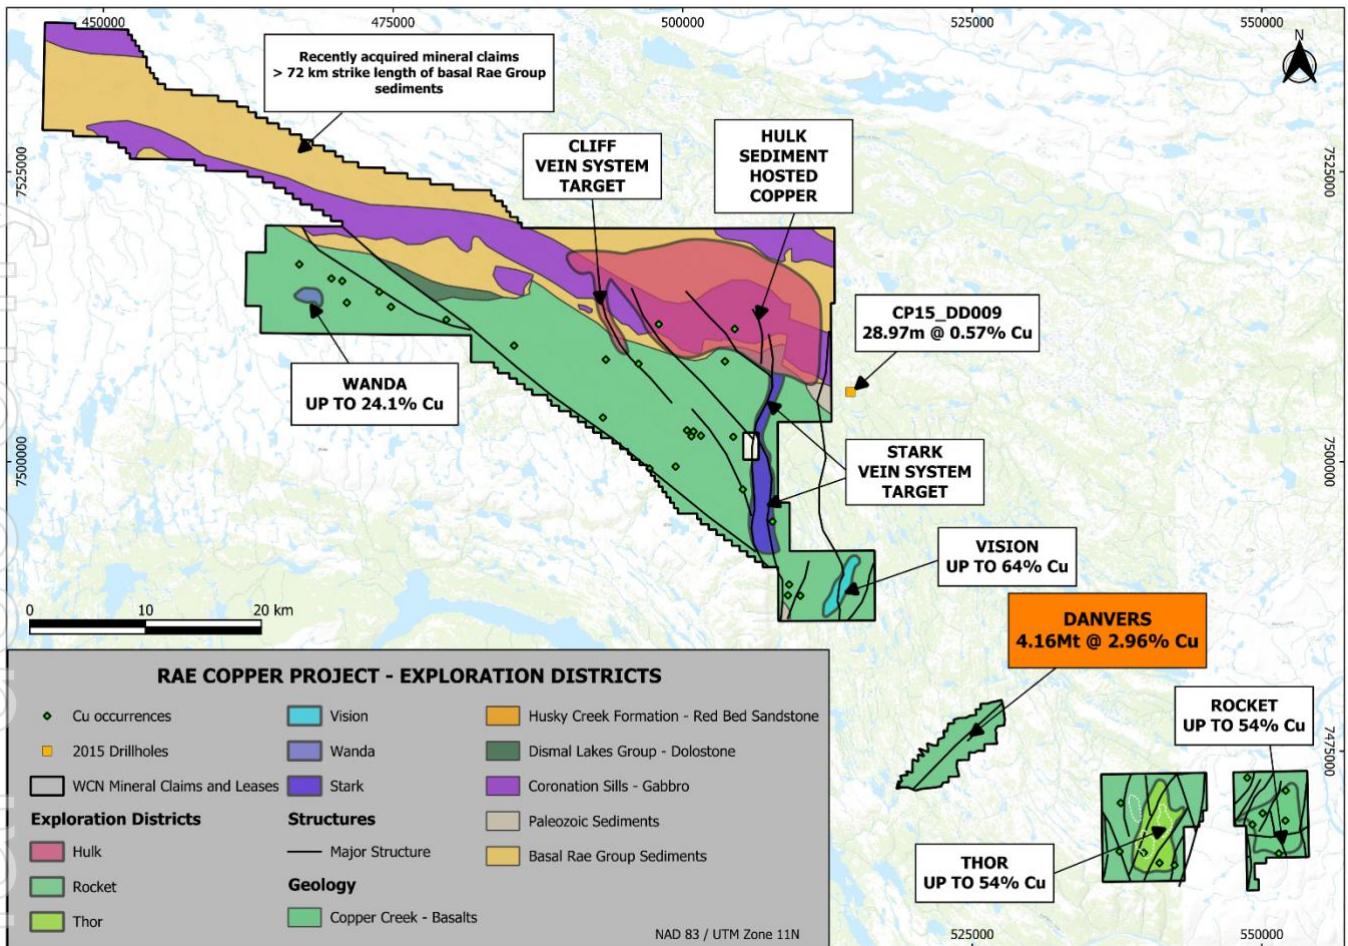 450000
475000
500000
525000
550000
N
Recently acquired mineral claims
> 72 km strike length of basal Rae Group
sediments
CLIFF
VEIN SYSTEM
TARGET
HULK
SEDIMENT
HOSTED
COPPER
7525000
7525000
CP15_DD009
28.97m @ 0.57% Cu
WANDA
UP TO 24.1% Cu
7500000
7500000
STARK
VEIN SYSTEM
TARGET
VISION
UP TO 64% Cu
0 10 20 km
DANVERS
4.16Mt @ 2.96% Cu
ROCKET
UP TO 54% Cu
7475000
THOR
UP TO 54% Cu
RAE COPPER PROJECT - EXPLORATION DISTRICTS
Cu occurrences
2015 Drillholes
WCN Mineral Claims and Leases
Exploration Districts
Hulk
Rocket
Thor
Vision
Wanda
Stark
Structures
Major Structure
Geology
Copper Creek - Basalts
Husky Creek Formation - Red Bed Sandstone
Dismal Lakes Group - Dolostone
Coronation Sills - Gabbro
Paleozoic Sediments
Basal Rae Group Sediments
NAD 83 / UTM Zone 11N
525000
550000